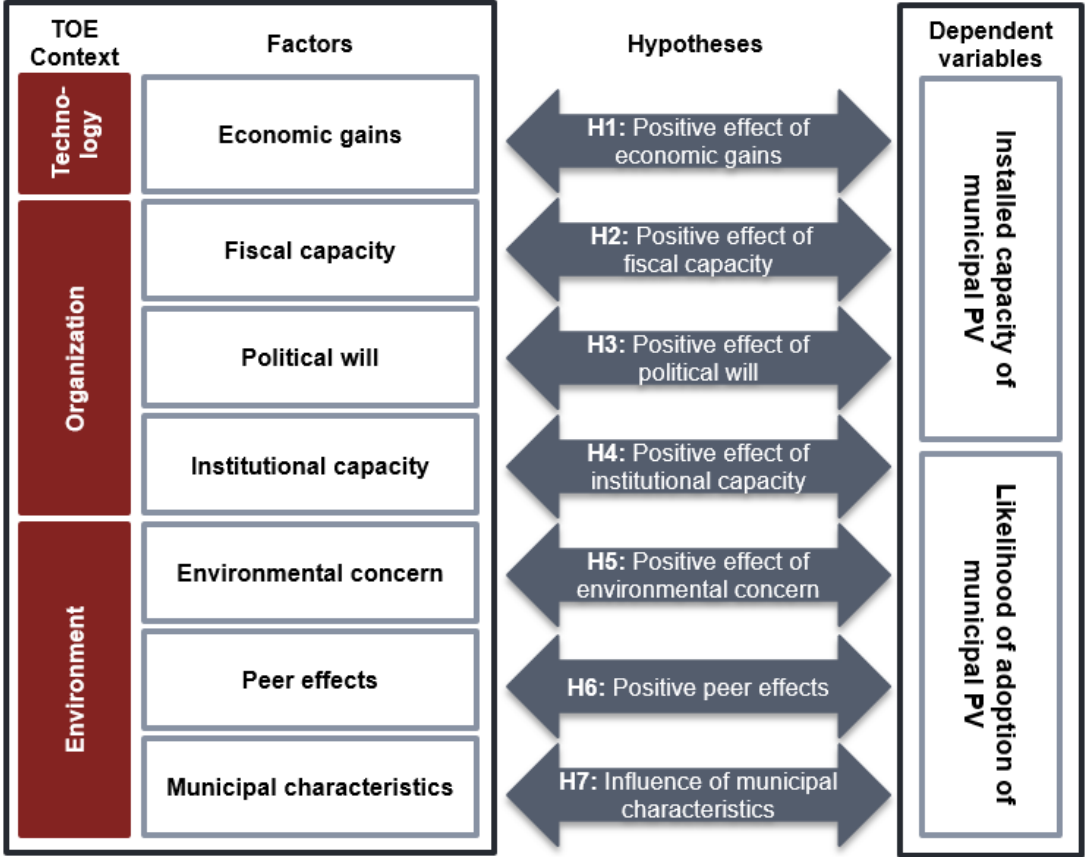 TOE
Context
Factors
Hypotheses
Dependent
variables
Techno-
logy
Economic gains
H1: Positive effect of
economic gains
Installed capacity of
municipal PV
Organization
Fiscal capacity
H2: Positive effect of
fiscal capacity
Political will
H3: Positive effect of
political will
Institutional capacity
H4: Positive effect of
institutional capacity
Environment
Environmental concern
H5: Positive effect of
environmental concern
Likelihood of adoption of
municipal PV
Peer effects
H6: Positive peer effects
Municipal characteristics
H7: Influence of municipal
characteristics